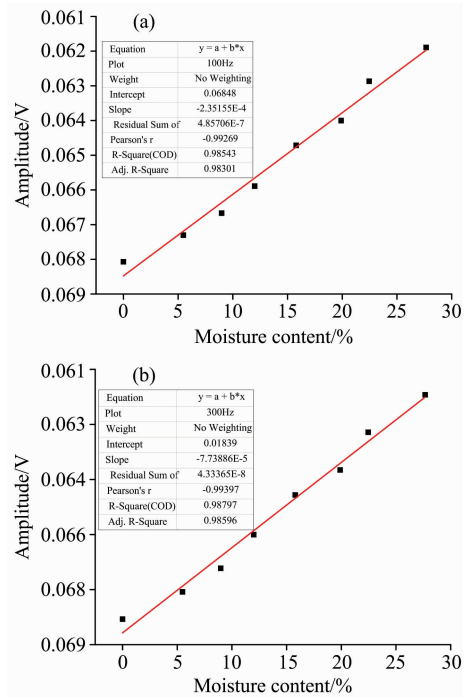 (a)
0.061
0.062
0.063
0.064
0.065
0.066
0.067
0.068
0.069
Amplitude/V
Equation y = a + b*x
Plot 100Hz
Weight No Weighting
Intercept 0.06848
Slope -2.35155E-4
Residual Sum of 4.85706E-7
Pearson's r -0.99269
R-Square(COD) 0.98543
Adj. R-Square 0.98301
0 5 10 15 20 25 30
Moisture content/%
(b)
0.061
0.063
0.064
0.066
0.068
0.069
Amplitude/V
Equation y = a + b*x
Plot 300Hz
Weight No Weighting
Intercept 0.01839
Slope -7.73886E-5
Residual Sum of 4.33365E-8
Pearson's r -0.99397
R-Square(COD) 0.98797
Adj. R-Square 0.98596
0 5 10 15 20 25 30
Moisture content/%